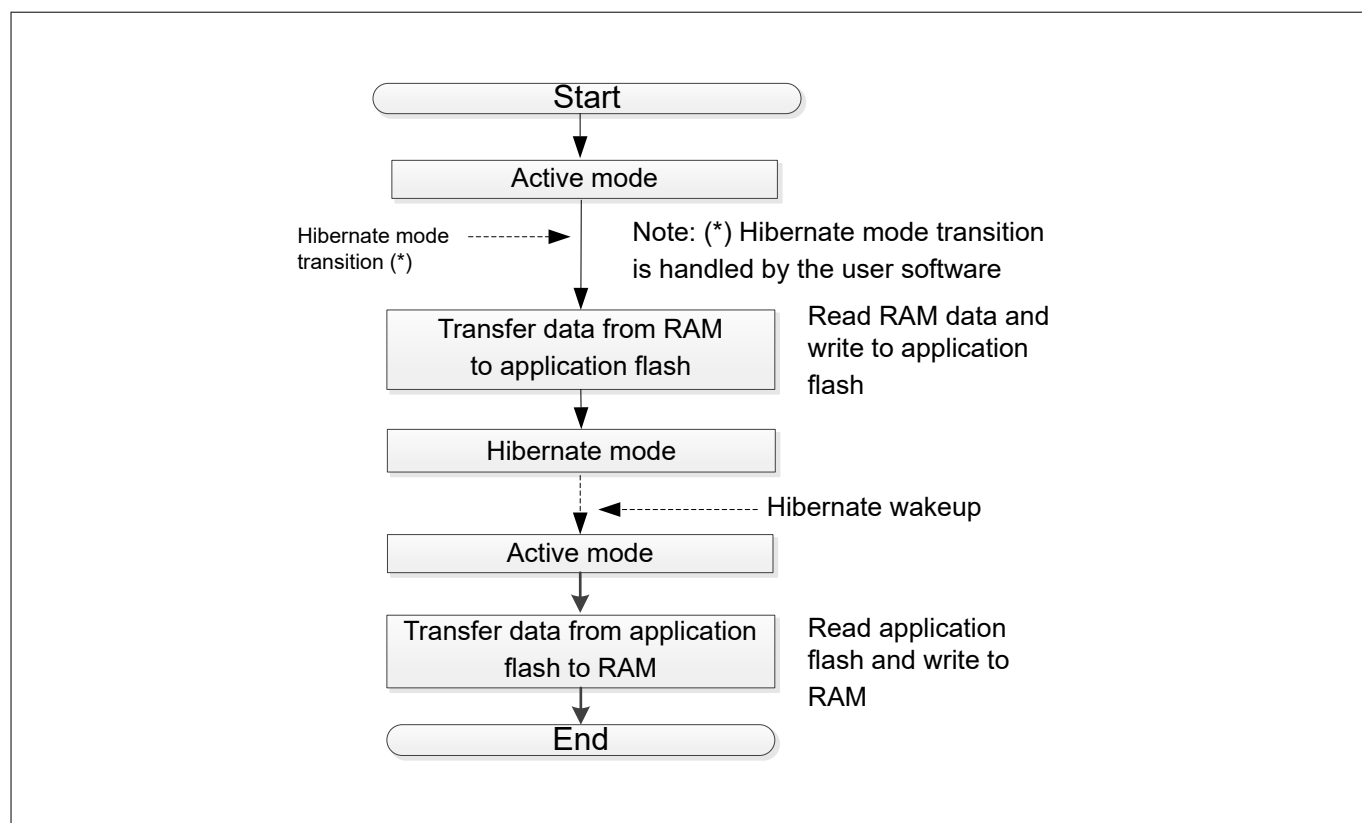 Start
Active mode
Hibernate mode
transition (*)
Note: (*) Hibernate mode transition
is handled by the user software
Transfer data from RAM
to application flash
Read RAM data and
write to application
flash
Hibernate mode
Hibernate wakeup
Active mode
Transfer data from application
flash to RAM
Read application
flash and write to
RAM
End